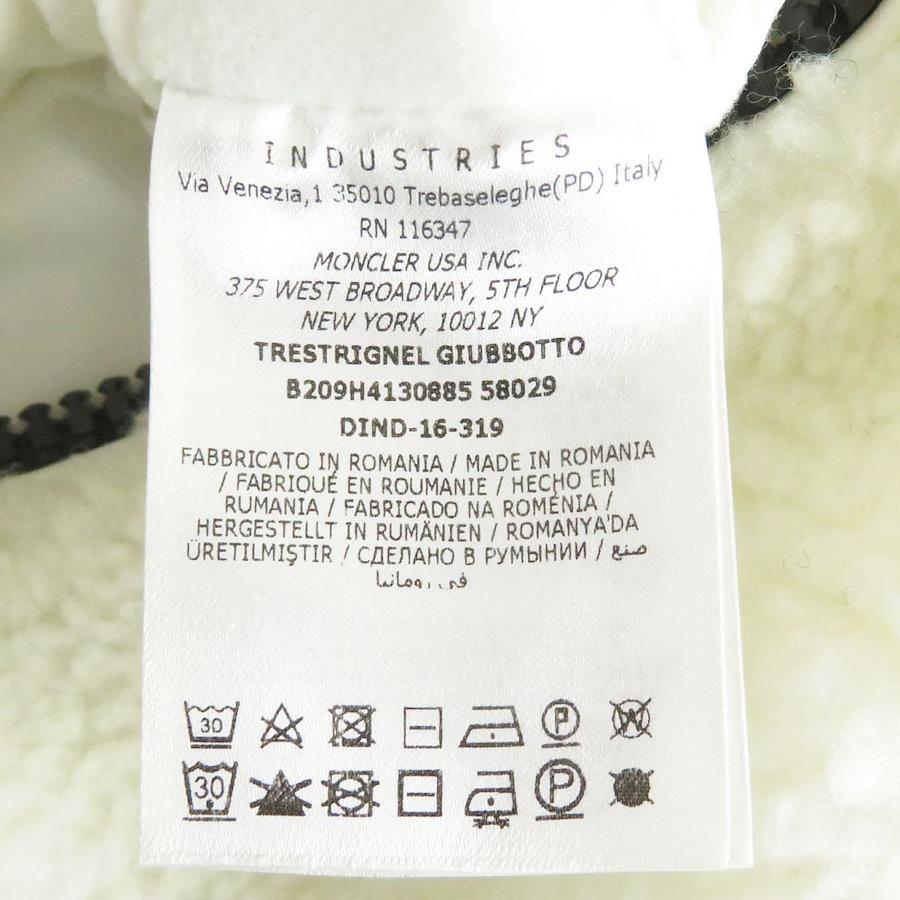 INDUSTRIES
Via Venezia,1 35010 Trebaseleghe(PD) Italy
RN 116347
MONCLER USA INC.
375 WEST BROADWAY, 5TH FLOOR
NEW YORK, 10012 NY
TRESTRIGNEL GIUBBOTTO
B209H4130885 58029
DIND-16-319
FABBRICATO IN ROMANIA / MADE IN ROMANIA
/ FABRIQUÉ EN ROUMANIE / HECHO EN
RUMANIA / FABRICADO NA ROMÉNIA /
HERGESTELLT IN RUMÄNIEN / ROMANYA'DA
ÜRETILMIŞTIR / СДЕЛАНО В РУМЫНИИ / صنع
في رومانيا
30 P W
30 P